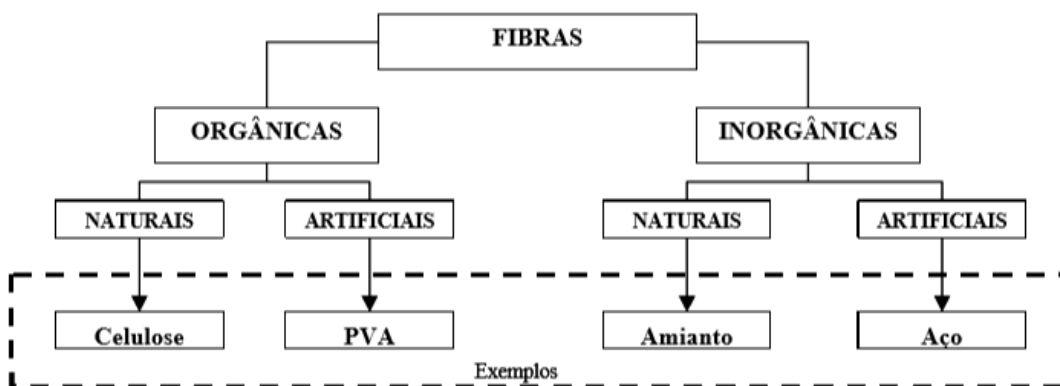 FIBRAS
ORGÂNICAS INORGÂNICAS
NATURAIS ARTIFICIAIS NATURAIS ARTIFICIAIS
Celulose PVA Amianto Aço
Exemplos